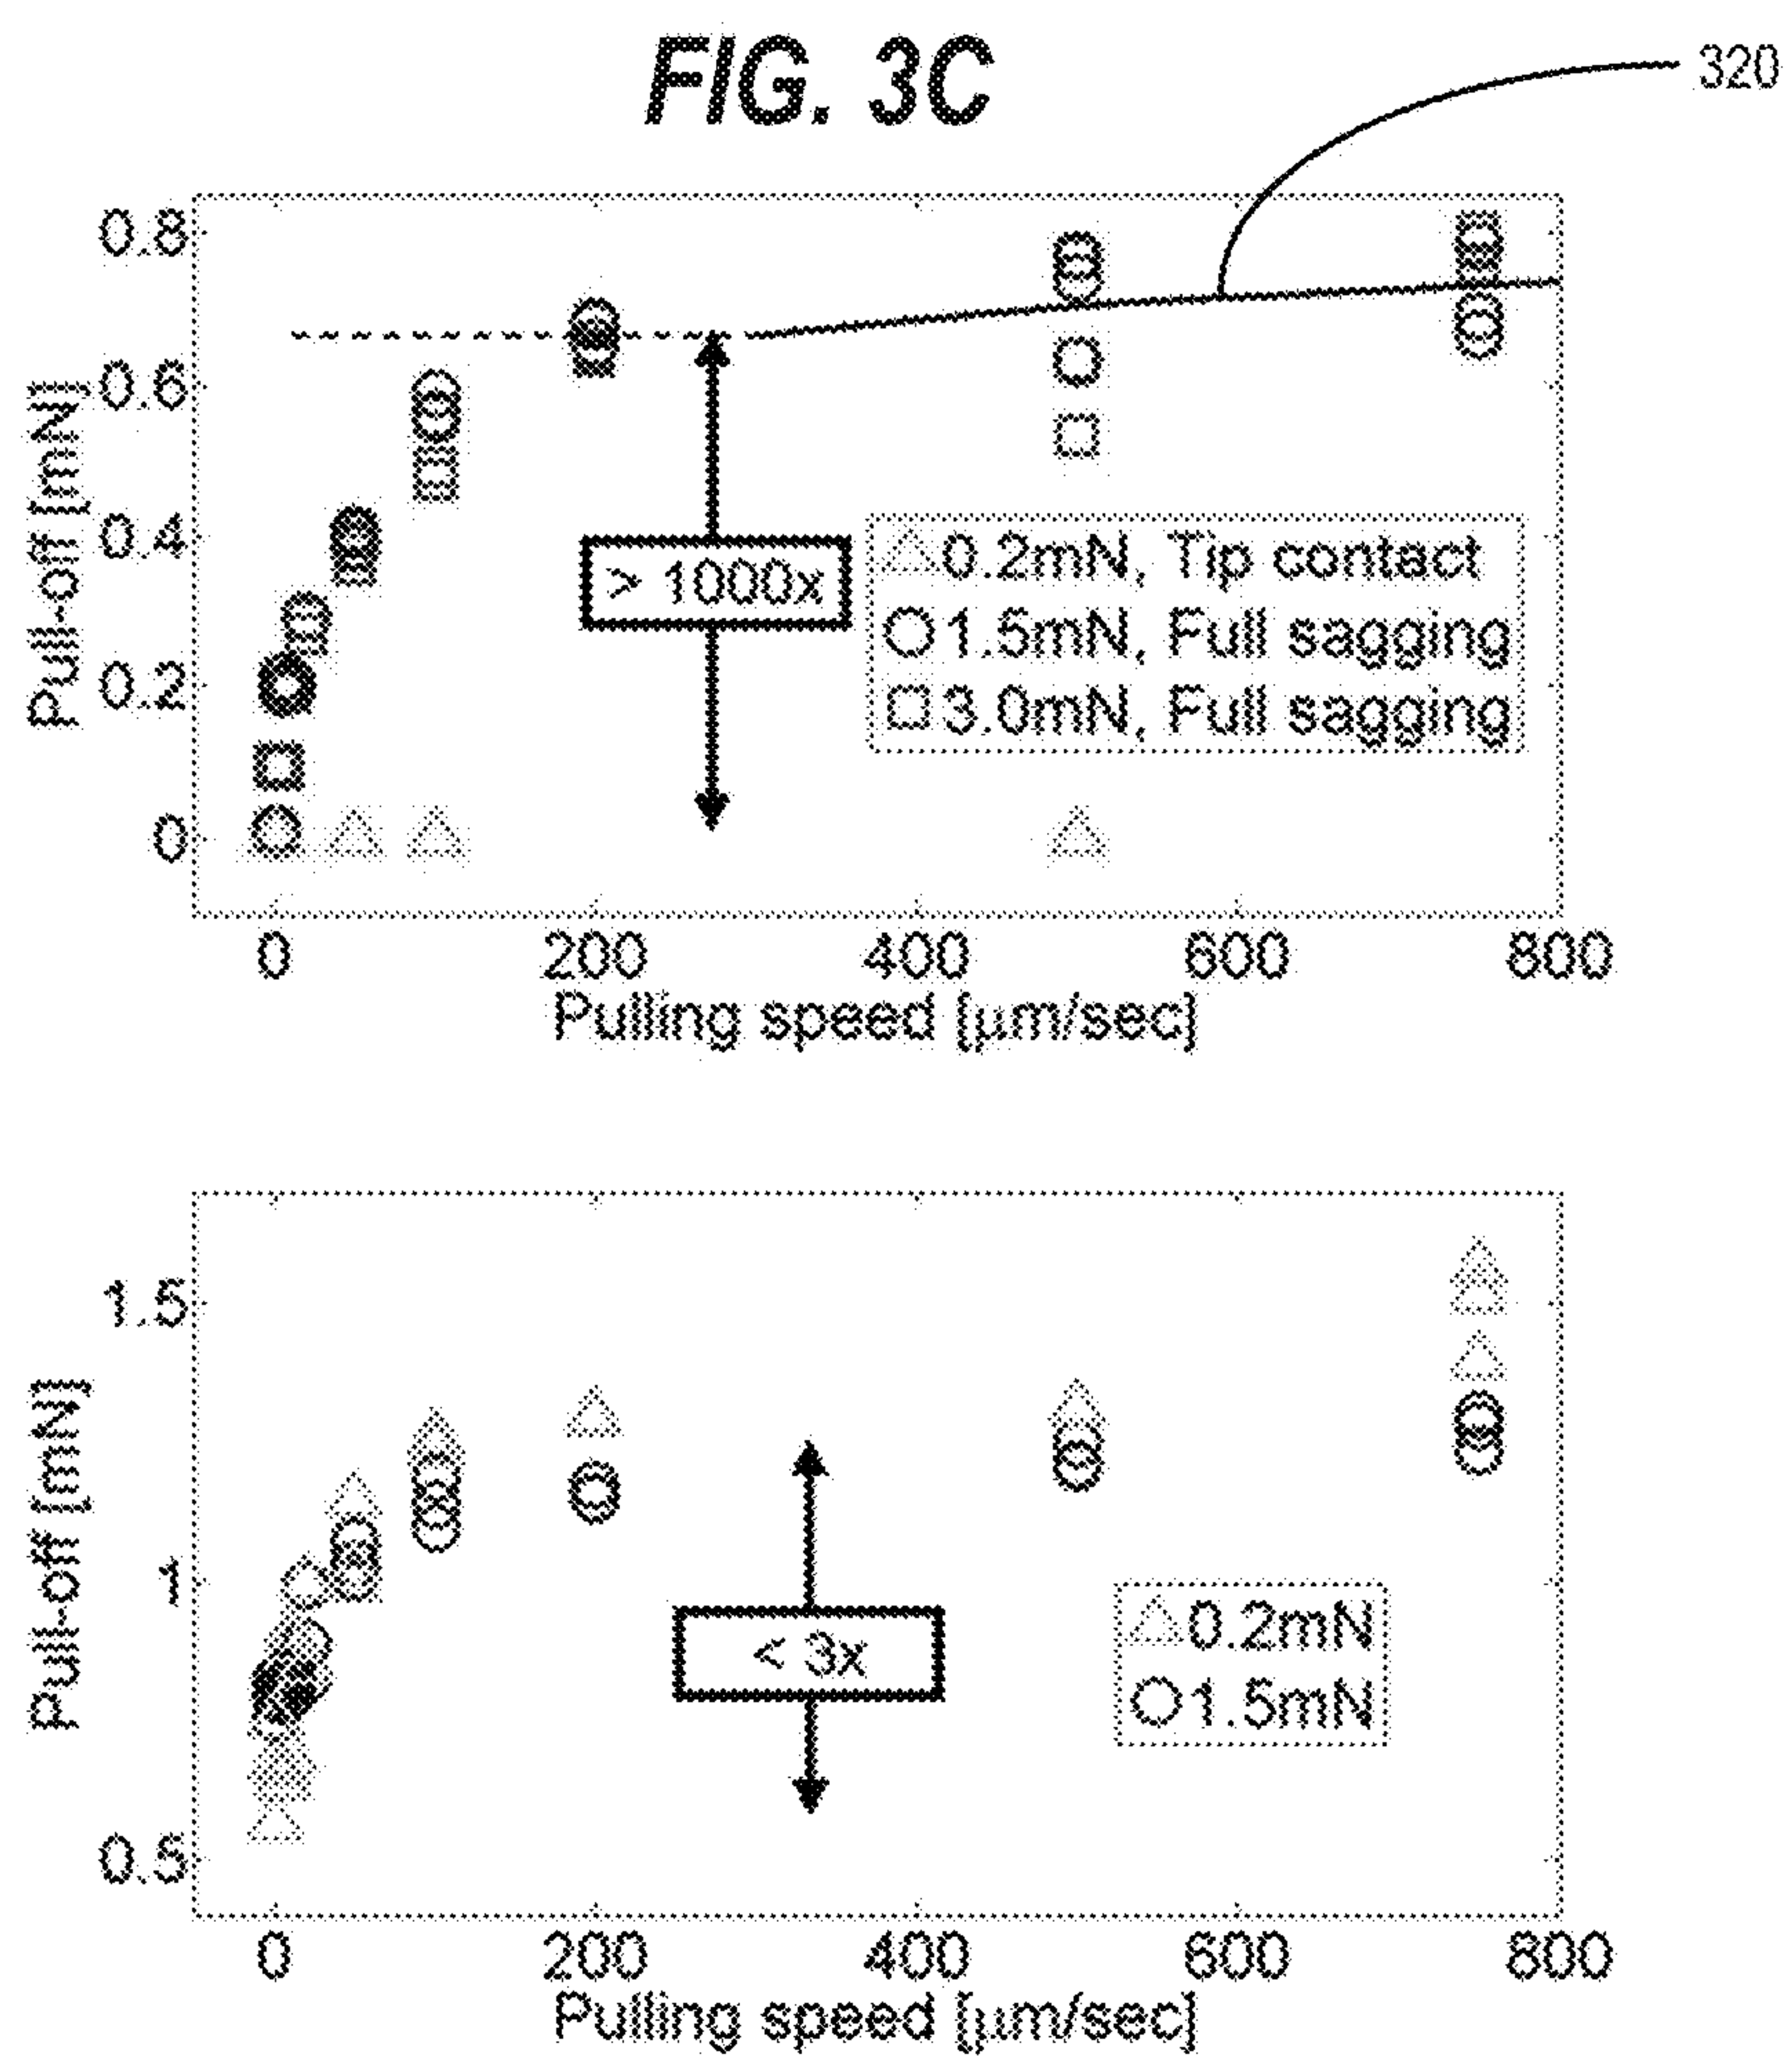 FIG. 3C
320
0.8
0.6
0.4
0.2
0
Pull-off [mN]
> 1000x
0.2mN, Tip contact
1.5mN, Full sagging
3.0mN, Full sagging
0 200 400 600 800
Pulling speed [µm/sec]
1.5
1
0.5
Pull-off [mN]
< 3x
0.2mN
1.5mN
0 200 400 600 800
Pulling speed [µm/sec]